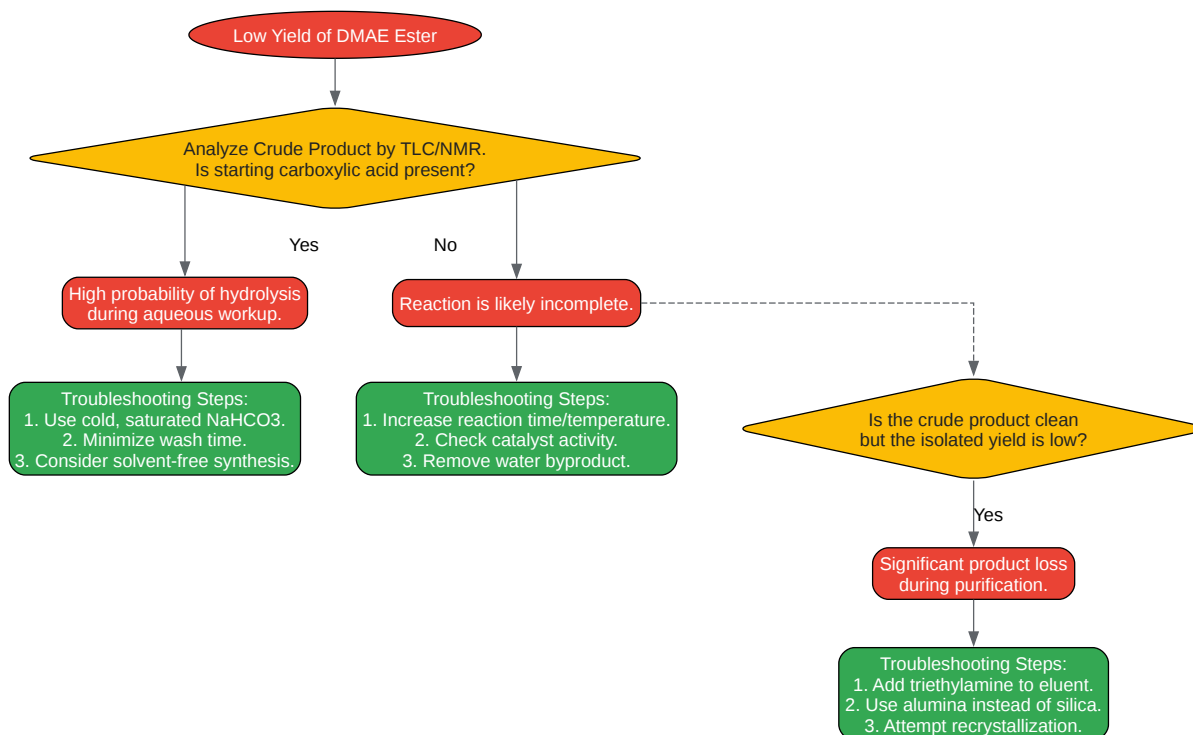 Low Yield of DMAE Ester
Analyze Crude Product by TLC/NMR.
Is starting carboxylic acid present?
Yes
No
High probability of hydrolysis
during aqueous workup.
Reaction is likely incomplete.
Troubleshooting Steps:
1. Use cold, saturated NaHCO3.
2. Minimize wash time.
3. Consider solvent-free synthesis.
Troubleshooting Steps:
1. Increase reaction time/temperature.
2. Check catalyst activity.
3. Remove water byproduct.
Is the crude product clean
but the isolated yield is low?
Yes
Significant product loss
during purification.
Troubleshooting Steps:
1. Add triethylamine to eluent.
2. Use alumina instead of silica.
3. Attempt recrystallization.